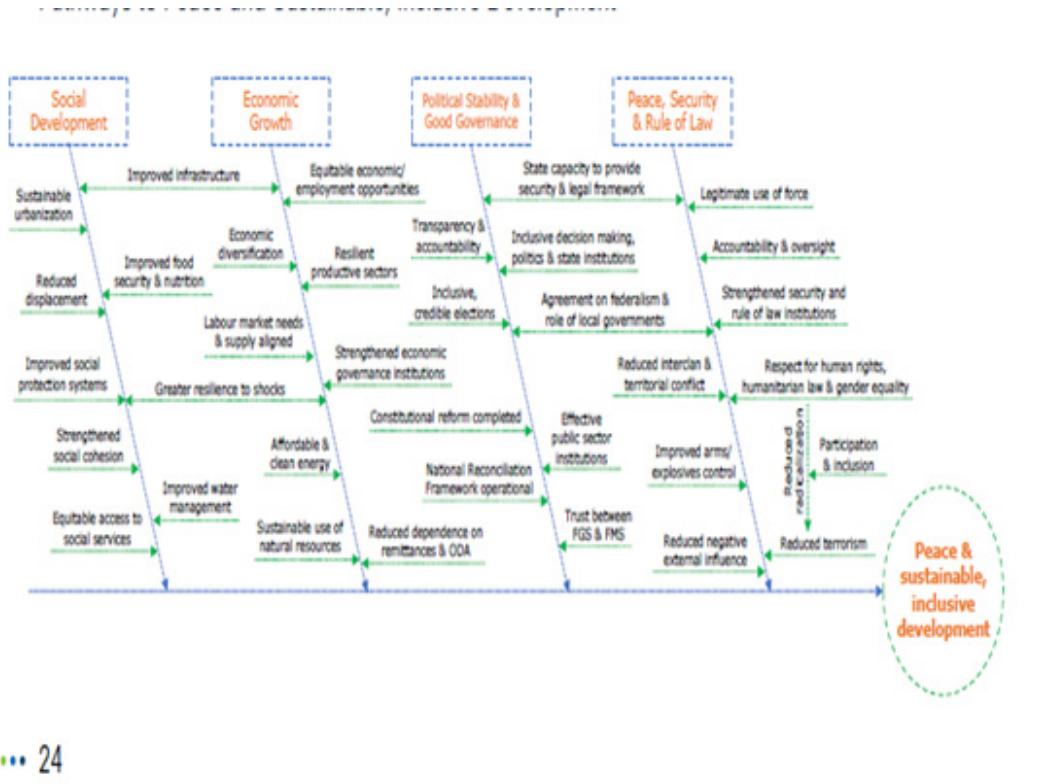 Pathways to Peace and Sustainable, Inclusive Development
Social
Development
Economic
Growth
Political Stability &
Good Governance
Peace, Security
& Rule of Law
Improved infrastructure
Sustainable
urbanization
Improved food
security & nutrition
Reduced
displacement
Improved social
protection systems
Greater resilience to shocks
Strengthened
social cohesion
Improved water
management
Equitable access to
social services
Equitable economic/
employment opportunities
Economic
diversification
Resilient
productive sectors
Labour market needs
& supply aligned
Strengthened economic
governance institutions
Affordable &
clean energy
Sustainable use of
natural resources
Reduced dependence on
remittances & ODA
State capacity to provide
security & legal framework
Transparency &
accountability
Inclusive decision making,
politics & state institutions
Inclusive,
credible elections
Agreement on federalism &
role of local governments
Constitutional reform completed
Effective
public sector
institutions
National Reconciliation
Framework operational
Trust between
FGS & FMS
Legitimate use of force
Accountability & oversight
Strengthened security and
rule of law institutions
Reduced interclan &
territorial conflict
Respect for human rights,
humanitarian law & gender equality
Reduced
radicalization
Participation
& inclusion
Improved arms/
explosives control
Reduced negative
external influence
Reduced terrorism
Peace &
sustainable,
inclusive
development
24